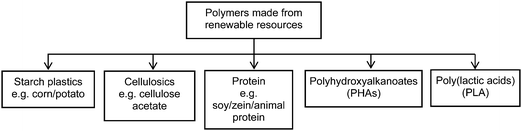 Polymers made from
renewable resources
Starch plastics
e.g. corn/potato
Cellulosics
e.g. cellulose
acetate
Protein
e.g.
soy/zein/animal
protein
Polyhydroxyalkanoates
(PHAs)
Poly(lactic acids)
(PLA)